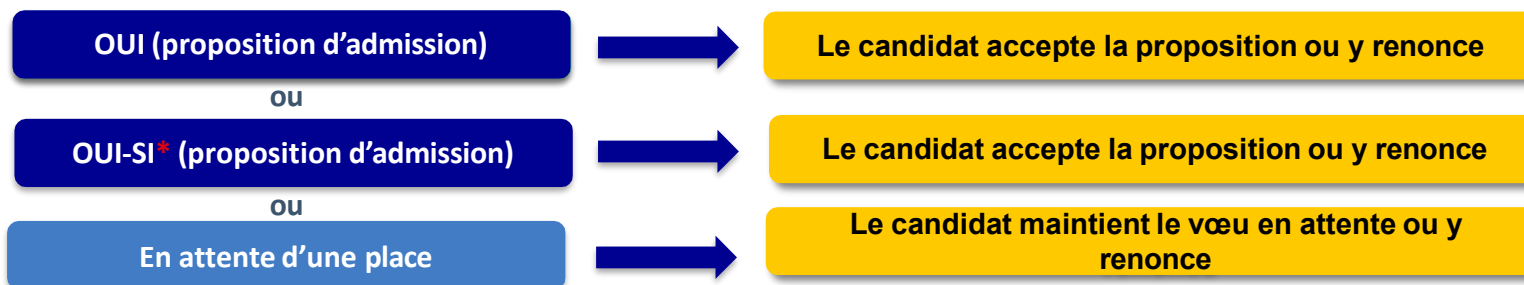 OUI (proposition d’admission)
Le candidat accepte la proposition ou y renonce
ou
OUI-SI* (proposition d’admission)
Le candidat accepte la proposition ou y renonce
ou
En attente d’une place
Le candidat maintient le vœu en attente ou y
renonce